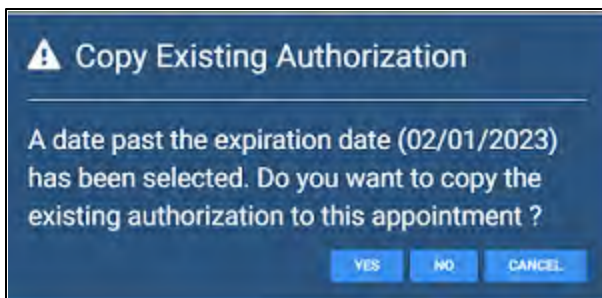 Copy Existing Authorization
A date past the expiration date (02/01/2023)
has been selected. Do you want to copy the
existing authorization to this appointment ?
YES NO CANCEL